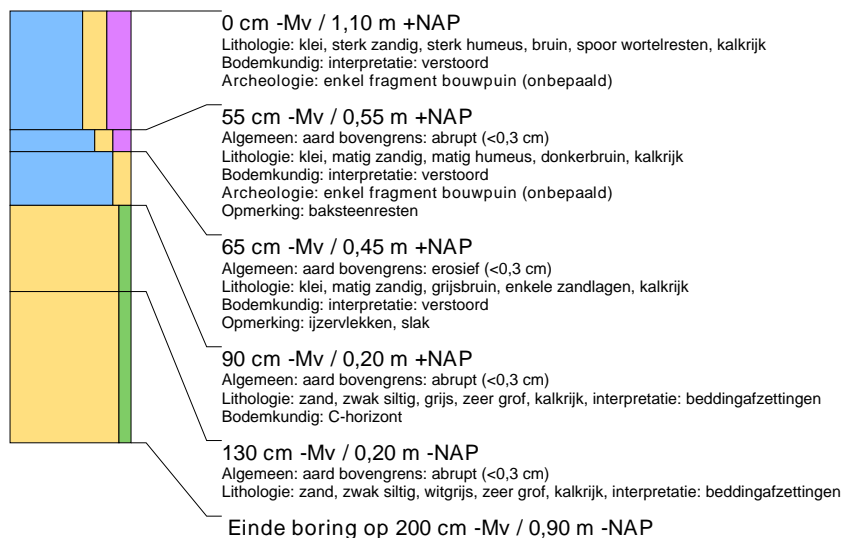 0 cm -Mv / 1,10 m +NAP
Lithologie: klei, sterk zandig, sterk humeus, bruin, spoor wortelresten, kalkrijk
Bodemkundig: interpretatie: verstoord
Archeologie: enkel fragment bouwpuin (onbepaald)
55 cm -Mv / 0,55 m +NAP
Algemeen: aard bovengrens: abrupt (<0,3 cm)
Lithologie: klei, matig zandig, matig humeus, donkerbruin, kalkrijk
Bodemkundig: interpretatie: verstoord
Archeologie: enkel fragment bouwpuin (onbepaald)
Opmerking: baksteenresten
65 cm -Mv / 0,45 m +NAP
Algemeen: aard bovengrens: erosief (<0,3 cm)
Lithologie: klei, matig zandig, grijsbruin, enkele zandlagen, kalkrijk
Bodemkundig: interpretatie: verstoord
Opmerking: ijzervlekken, slak
90 cm -Mv / 0,20 m +NAP
Algemeen: aard bovengrens: abrupt (<0,3 cm)
Lithologie: zand, zwak siltig, grijs, zeer grof, kalkrijk, interpretatie: beddingafzettingen
Bodemkundig: C-horizont
130 cm -Mv / 0,20 m -NAP
Algemeen: aard bovengrens: abrupt (<0,3 cm)
Lithologie: zand, zwak siltig, witgrijs, zeer grof, kalkrijk, interpretatie: beddingafzettingen
Einde boring op 200 cm -Mv / 0,90 m -NAP